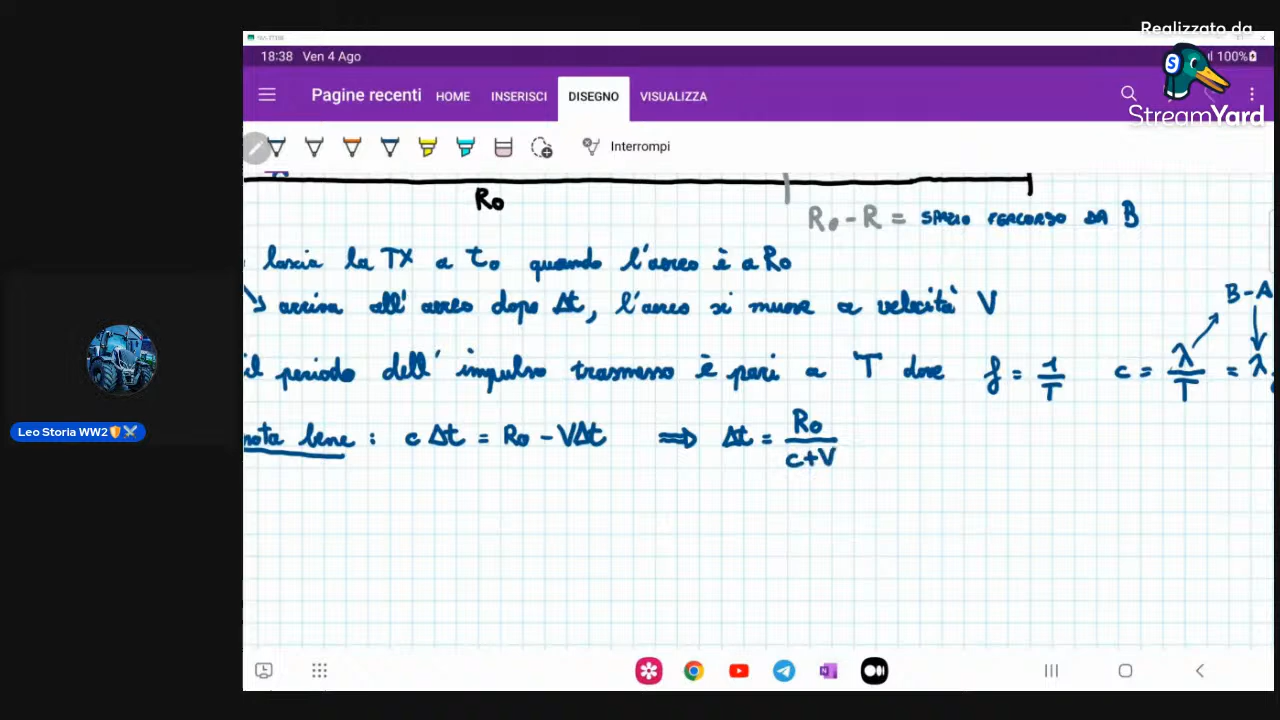 Realizzato da
StreamYard
18:38 Ven 4 Ago
100%
Pagine recenti HOME INSERISCI DISEGNO VISUALIZZA
Interrompi
Ro
Ro - R = SPAZIO PERCORSO DA B
lascia la TX a to quando l'aereo è a Ro
↘ arriva all' aereo dopo Δt, l'aereo si muove a velocità V
B-A
il periodo dell' impulso trasmesso è pari a T dove f = 1/T c = λ/T = λ
nota bene : c Δt = Ro - VΔt ⟹ Δt = Ro/(c+V)
Leo Storia WW2